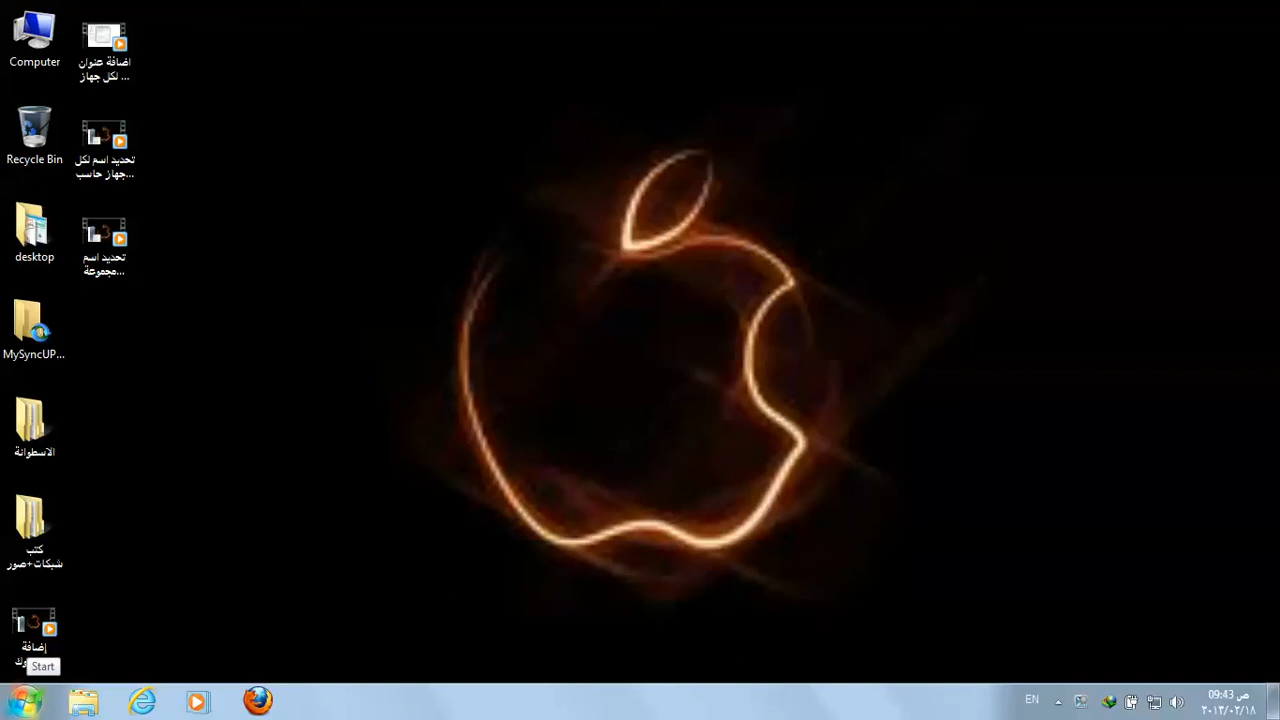 Computer
Recycle Bin
desktop
MySyncUP...
الاسطوانة
كتب
شبكات+صور
إضافة
Start
اضافة عنوان
لكل جهاز ...
تحديد اسم لكل
جهاز حاسب...
تحديد اسم
مجموعة...
EN
09:43 ص
٢٠١٣/٠٢/١٨